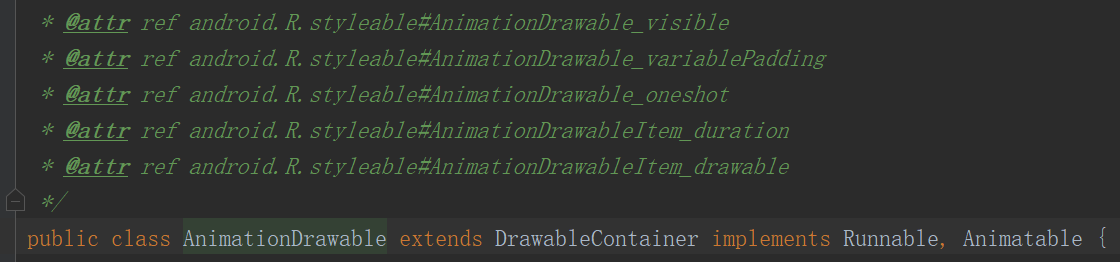 * @attr ref android.R.styleable#AnimationDrawable_visible
* @attr ref android.R.styleable#AnimationDrawable_variablePadding
* @attr ref android.R.styleable#AnimationDrawable_oneshot
* @attr ref android.R.styleable#AnimationDrawableItem_duration
* @attr ref android.R.styleable#AnimationDrawableItem_drawable
*/
public class AnimationDrawable extends DrawableContainer implements Runnable, Animatable {